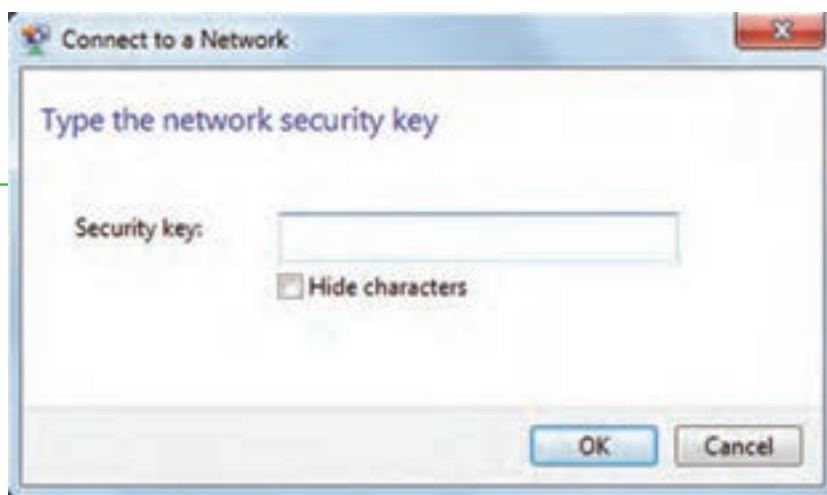 Connect to a Network
Type the network security key
Security key:
Hide characters
OK
Cancel